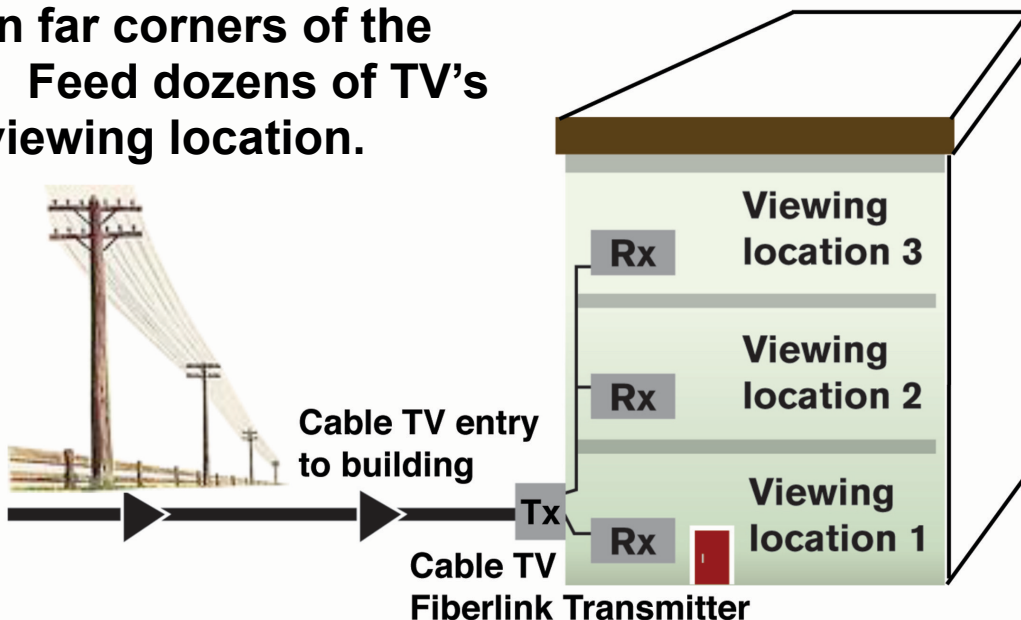 n far corners of the
Feed dozens of TV's
viewing location.
Viewing
location 3
Rx
Viewing
location 2
Rx
Cable TV entry
to building
Viewing
location 1
Tx
Rx
Cable TV
Fiberlink Transmitter